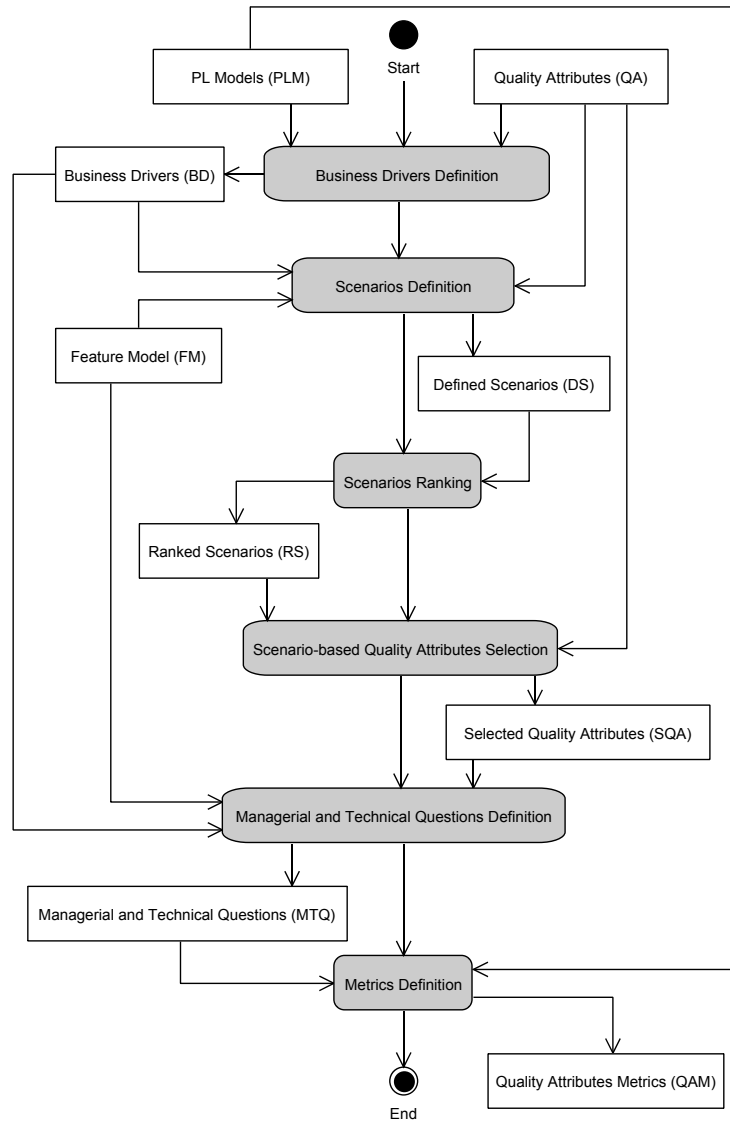 Start
PL Models (PLM)
Quality Attributes (QA)
Business Drivers (BD)
Business Drivers Definition
Scenarios Definition
Feature Model (FM)
Defined Scenarios (DS)
Scenarios Ranking
Ranked Scenarios (RS)
Scenario-based Quality Attributes Selection
Selected Quality Attributes (SQA)
Managerial and Technical Questions Definition
Managerial and Technical Questions (MTQ)
Metrics Definition
Quality Attributes Metrics (QAM)
End